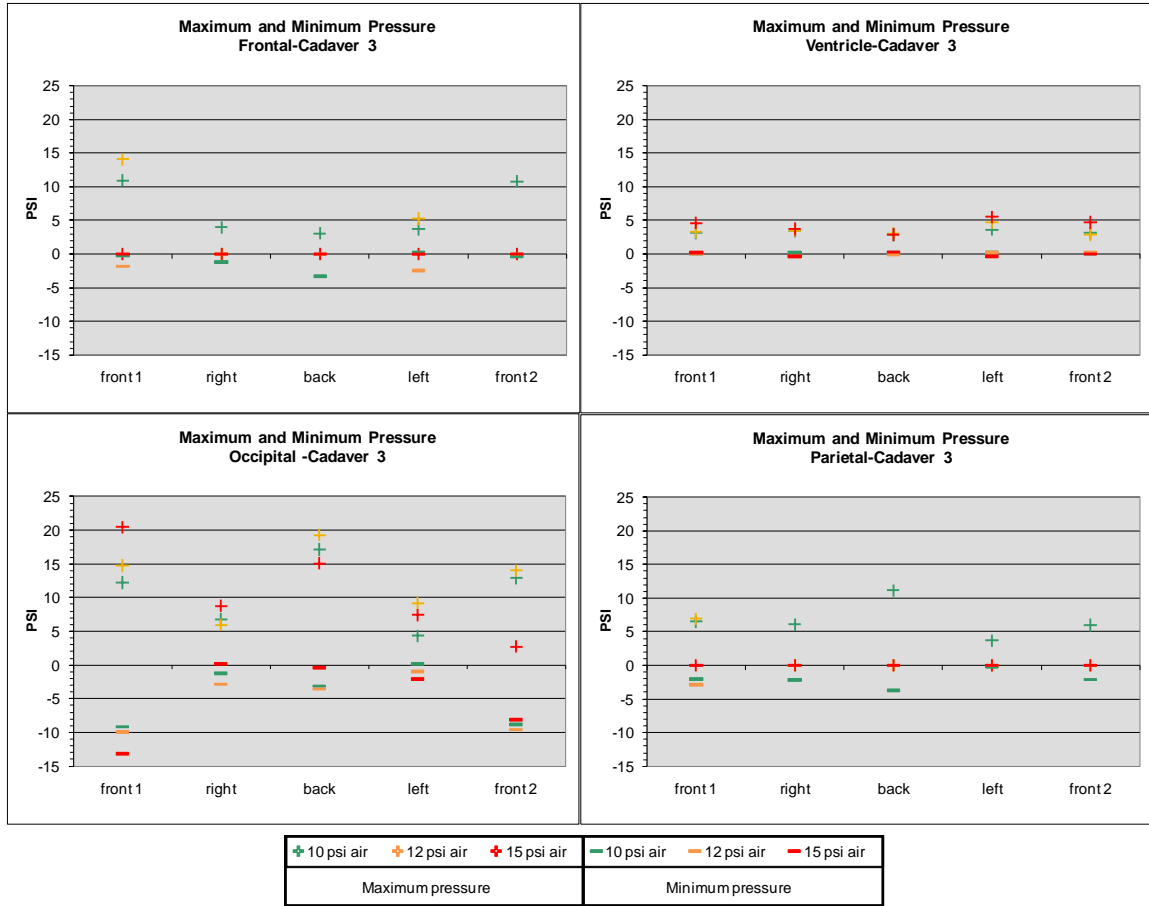 Maximum and Minimum Pressure
Frontal-Cadaver 3
PSI
25
20
15
10
5
0
-5
-10
-15
front 1 right back left front 2
Maximum and Minimum Pressure
Ventricle-Cadaver 3
PSI
25
20
15
10
5
0
-5
-10
-15
front 1 right back left front 2
Maximum and Minimum Pressure
Occipital -Cadaver 3
PSI
25
20
15
10
5
0
-5
-10
-15
front 1 right back left front 2
Maximum and Minimum Pressure
Parietal-Cadaver 3
PSI
25
20
15
10
5
0
-5
-10
-15
front 1 right back left front 2
10 psi air 12 psi air 15 psi air 10 psi air 12 psi air 15 psi air
Maximum pressure Minimum pressure